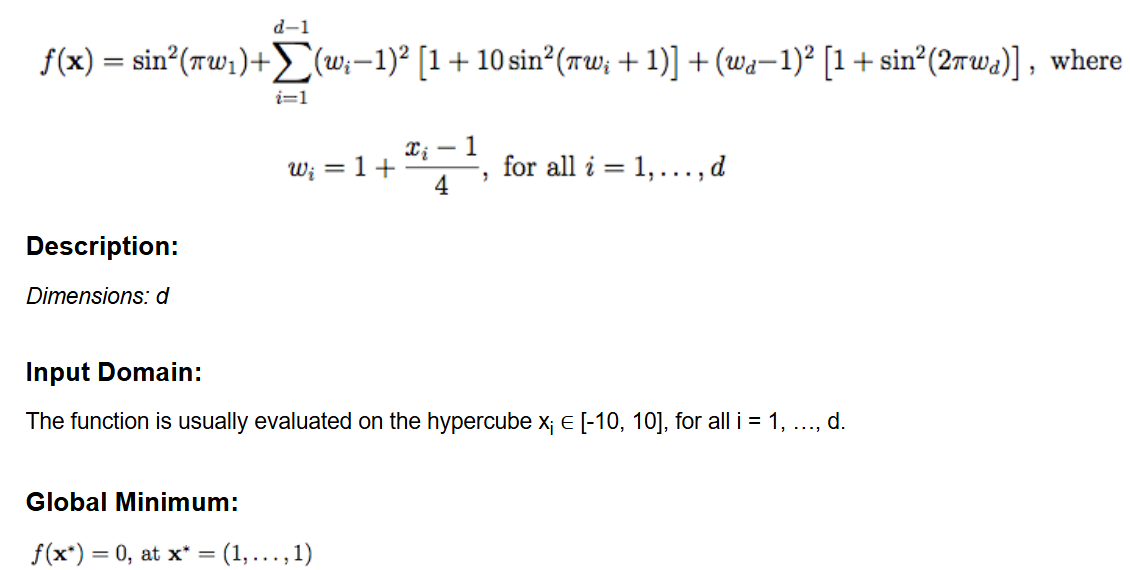 f(x) = sin²(πw₁)+∑_{i=1}^{d−1}(wᵢ−1)² [1 + 10 sin²(πwᵢ + 1)] + (w_d−1)² [1 + sin²(2πw_d)] , where
wᵢ = 1 + (xᵢ − 1)/4, for all i = 1, . . . , d
Description:
Dimensions: d
Input Domain:
The function is usually evaluated on the hypercube xᵢ ∈ [-10, 10], for all i = 1, …, d.
Global Minimum:
f(x*) = 0, at x* = (1, . . . , 1)